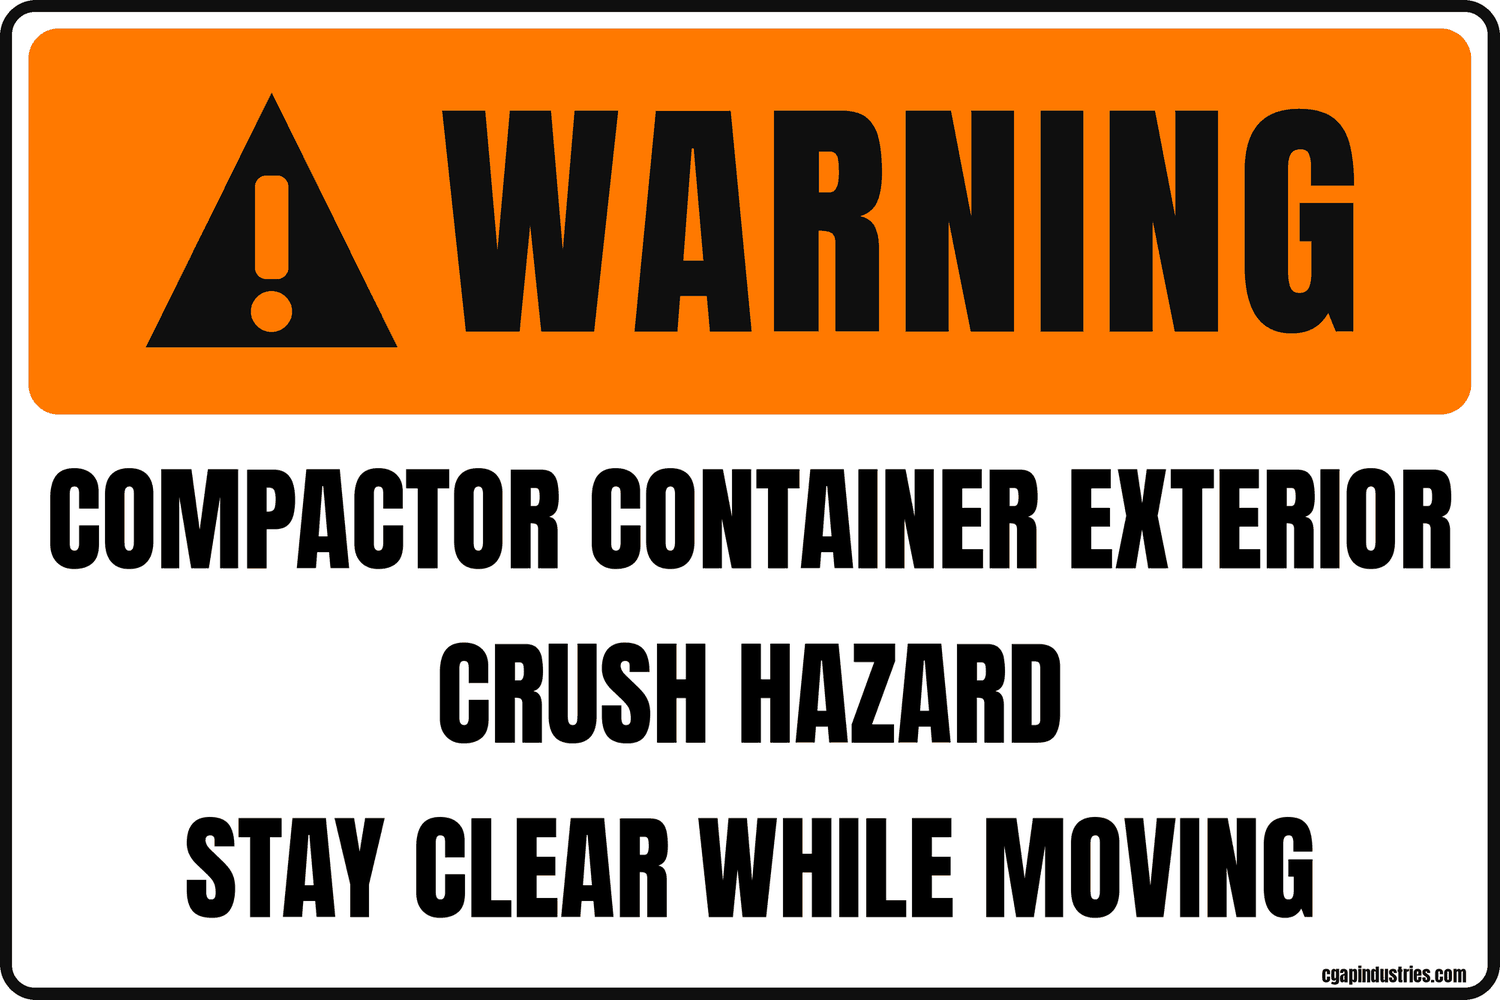 WARNING
COMPACTOR CONTAINER EXTERIOR
CRUSH HAZARD
STAY CLEAR WHILE MOVING
cgapindustries.com